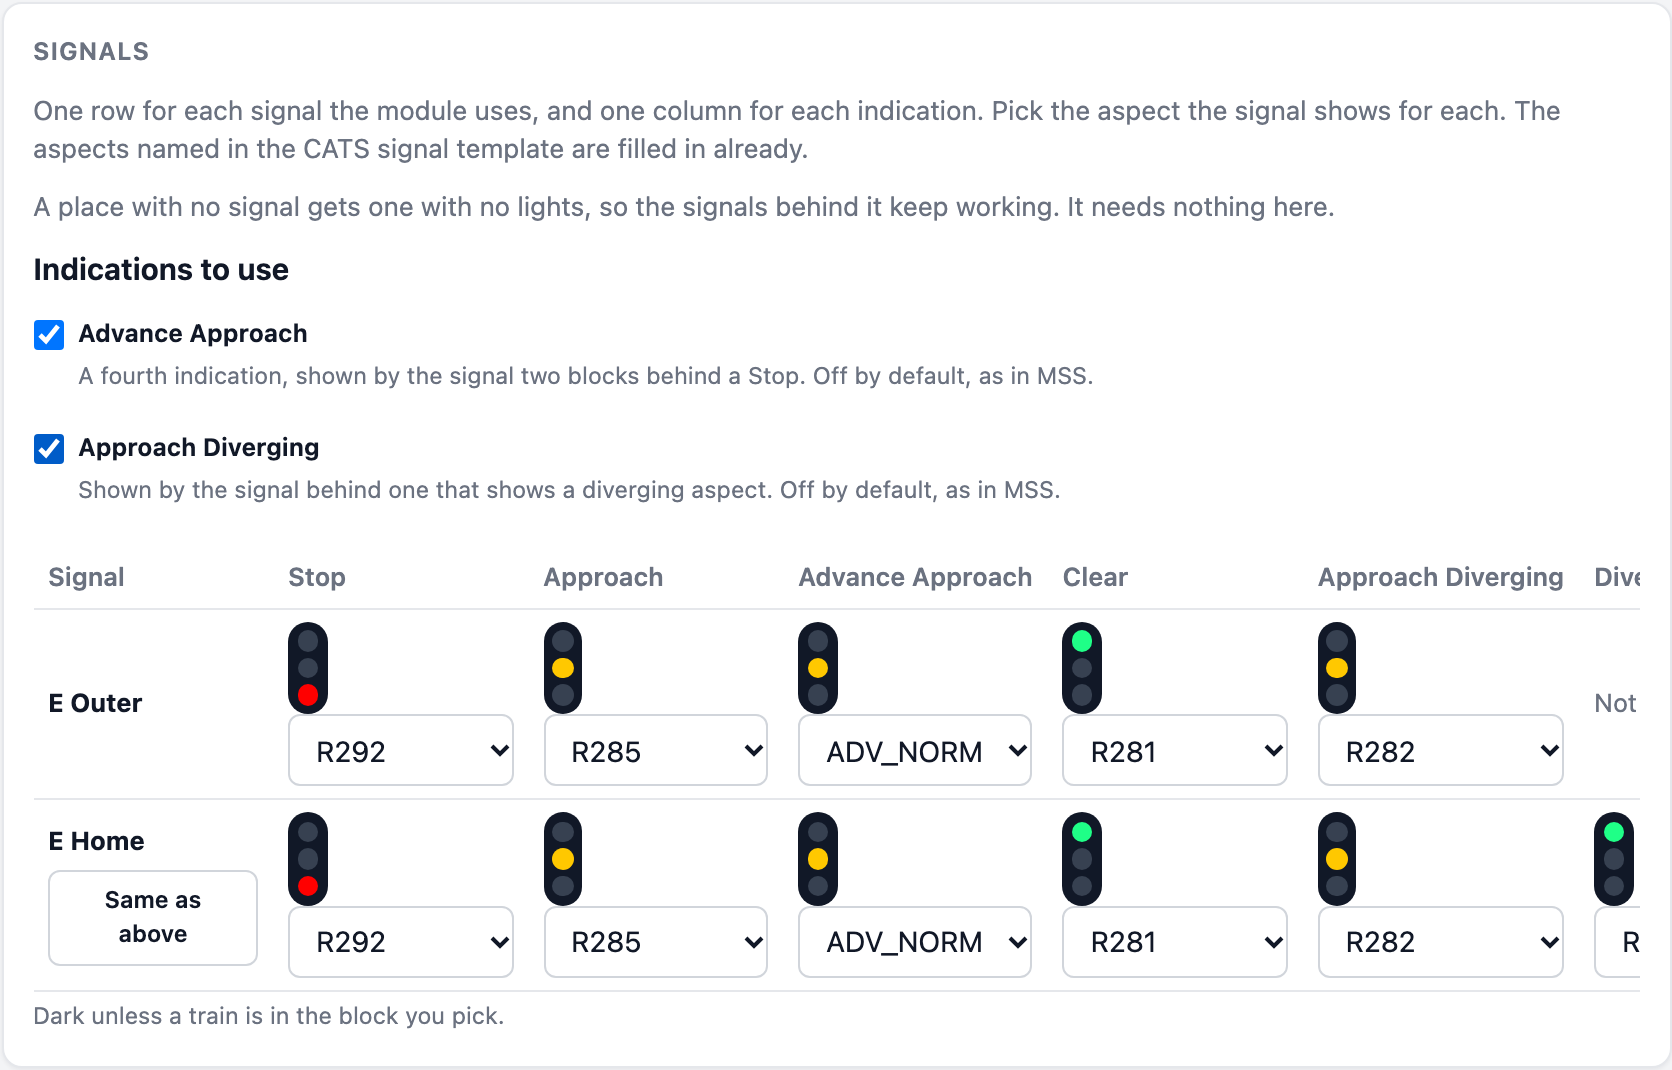 SIGNALS
One row for each signal the module uses, and one column for each indication. Pick the aspect the signal shows for each. The
aspects named in the CATS signal template are filled in already.
A place with no signal gets one with no lights, so the signals behind it keep working. It needs nothing here.
Indications to use
Advance Approach
A fourth indication, shown by the signal two blocks behind a Stop. Off by default, as in MSS.
Approach Diverging
Shown by the signal behind one that shows a diverging aspect. Off by default, as in MSS.
Signal Stop Approach Advance Approach Clear Approach Diverging
E Outer Not
R292 R285 ADV_NORM R281 R282
E Home
Same as
above
R292 R285 ADV_NORM R281 R282 R
Dark unless a train is in the block you pick.